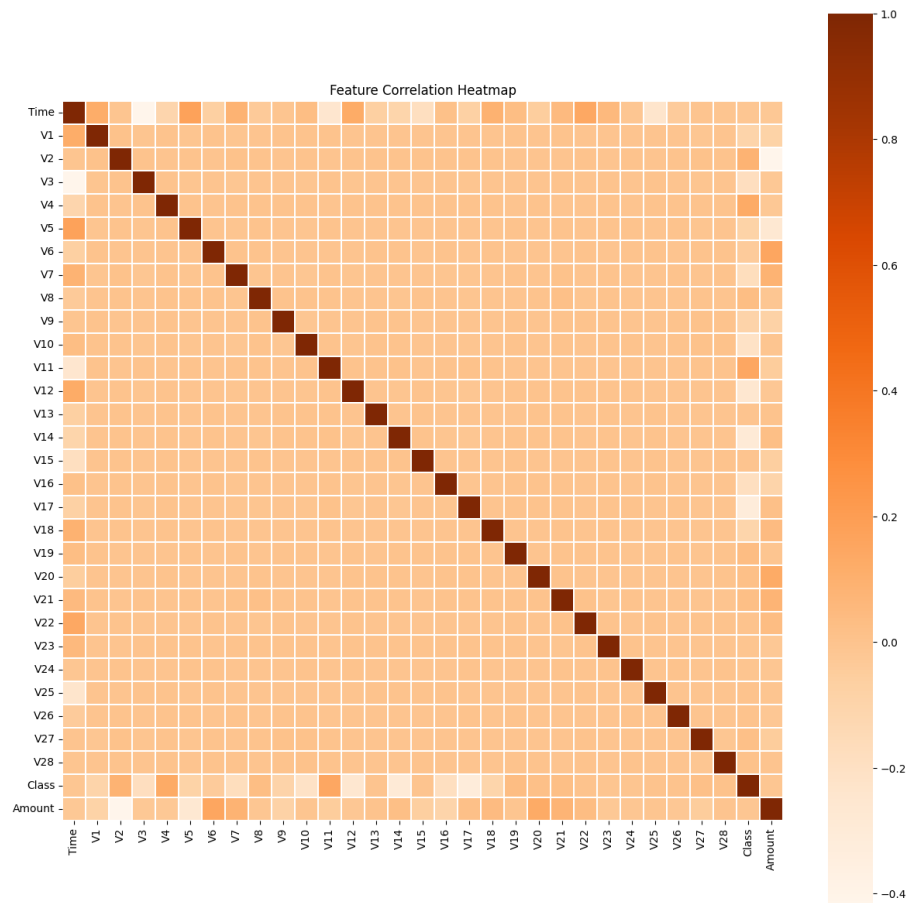 Feature Correlation Heatmap
Time
V1
V2
V3
V4
V5
V6
V7
V8
V9
V10
V11
V12
V13
V14
V15
V16
V17
V18
V19
V20
V21
V22
V23
V24
V25
V26
V27
V28
Class
Amount
Time V1 V2 V3 V4 V5 V6 V7 V8 V9 V10 V11 V12 V13 V14 V15 V16 V17 V18 V19 V20 V21 V22 V23 V24 V25 V26 V27 V28 Class Amount
1.0
0.8
0.6
0.4
0.2
0.0
−0.2
−0.4